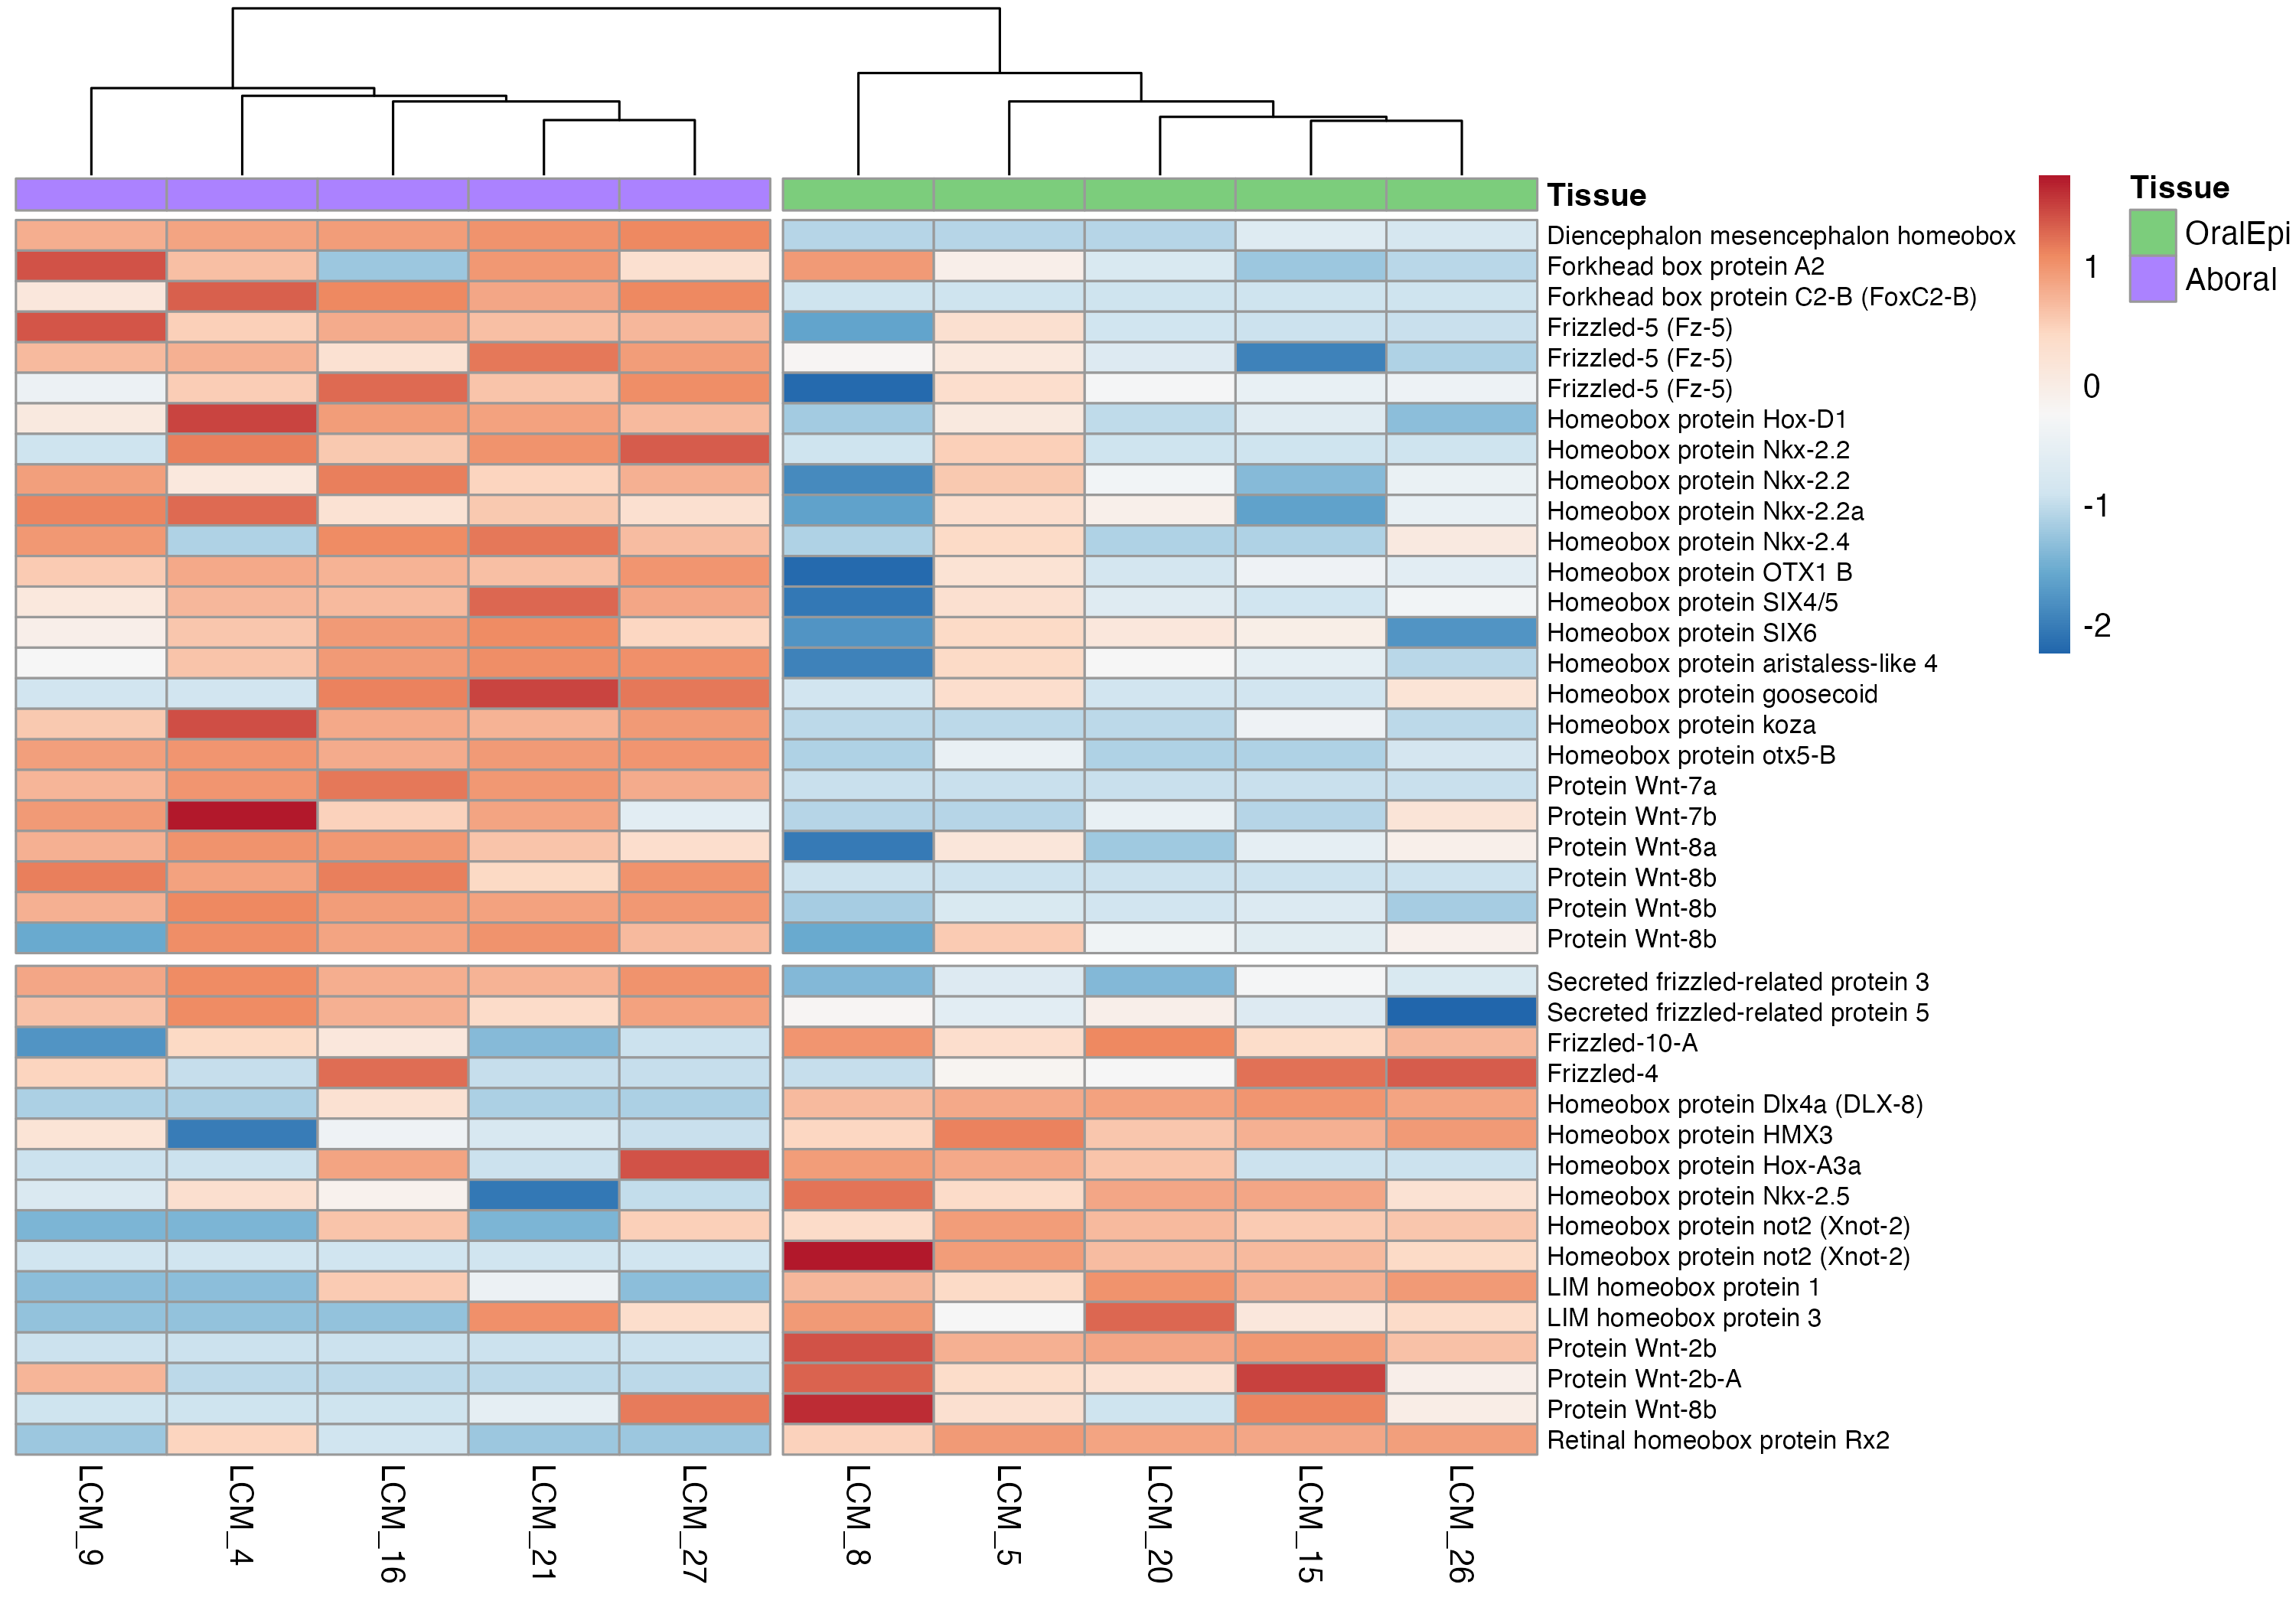 Tissue
Diencephalon mesencephalon homeobox
Forkhead box protein A2
Forkhead box protein C2-B (FoxC2-B)
Frizzled-5 (Fz-5)
Frizzled-5 (Fz-5)
Frizzled-5 (Fz-5)
Homeobox protein Hox-D1
Homeobox protein Nkx-2.2
Homeobox protein Nkx-2.2
Homeobox protein Nkx-2.2a
Homeobox protein Nkx-2.4
Homeobox protein OTX1 B
Homeobox protein SIX4/5
Homeobox protein SIX6
Homeobox protein aristaless-like 4
Homeobox protein goosecoid
Homeobox protein koza
Homeobox protein otx5-B
Protein Wnt-7a
Protein Wnt-7b
Protein Wnt-8a
Protein Wnt-8b
Protein Wnt-8b
Protein Wnt-8b
Secreted frizzled-related protein 3
Secreted frizzled-related protein 5
Frizzled-10-A
Frizzled-4
Homeobox protein Dlx4a (DLX-8)
Homeobox protein HMX3
Homeobox protein Hox-A3a
Homeobox protein Nkx-2.5
Homeobox protein not2 (Xnot-2)
Homeobox protein not2 (Xnot-2)
LIM homeobox protein 1
LIM homeobox protein 3
Protein Wnt-2b
Protein Wnt-2b-A
Protein Wnt-8b
Retinal homeobox protein Rx2
LCM_9
LCM_4
LCM_16
LCM_21
LCM_27
LCM_8
LCM_5
LCM_20
LCM_15
LCM_26
1
0
-1
-2
Tissue
OralEpi
Aboral